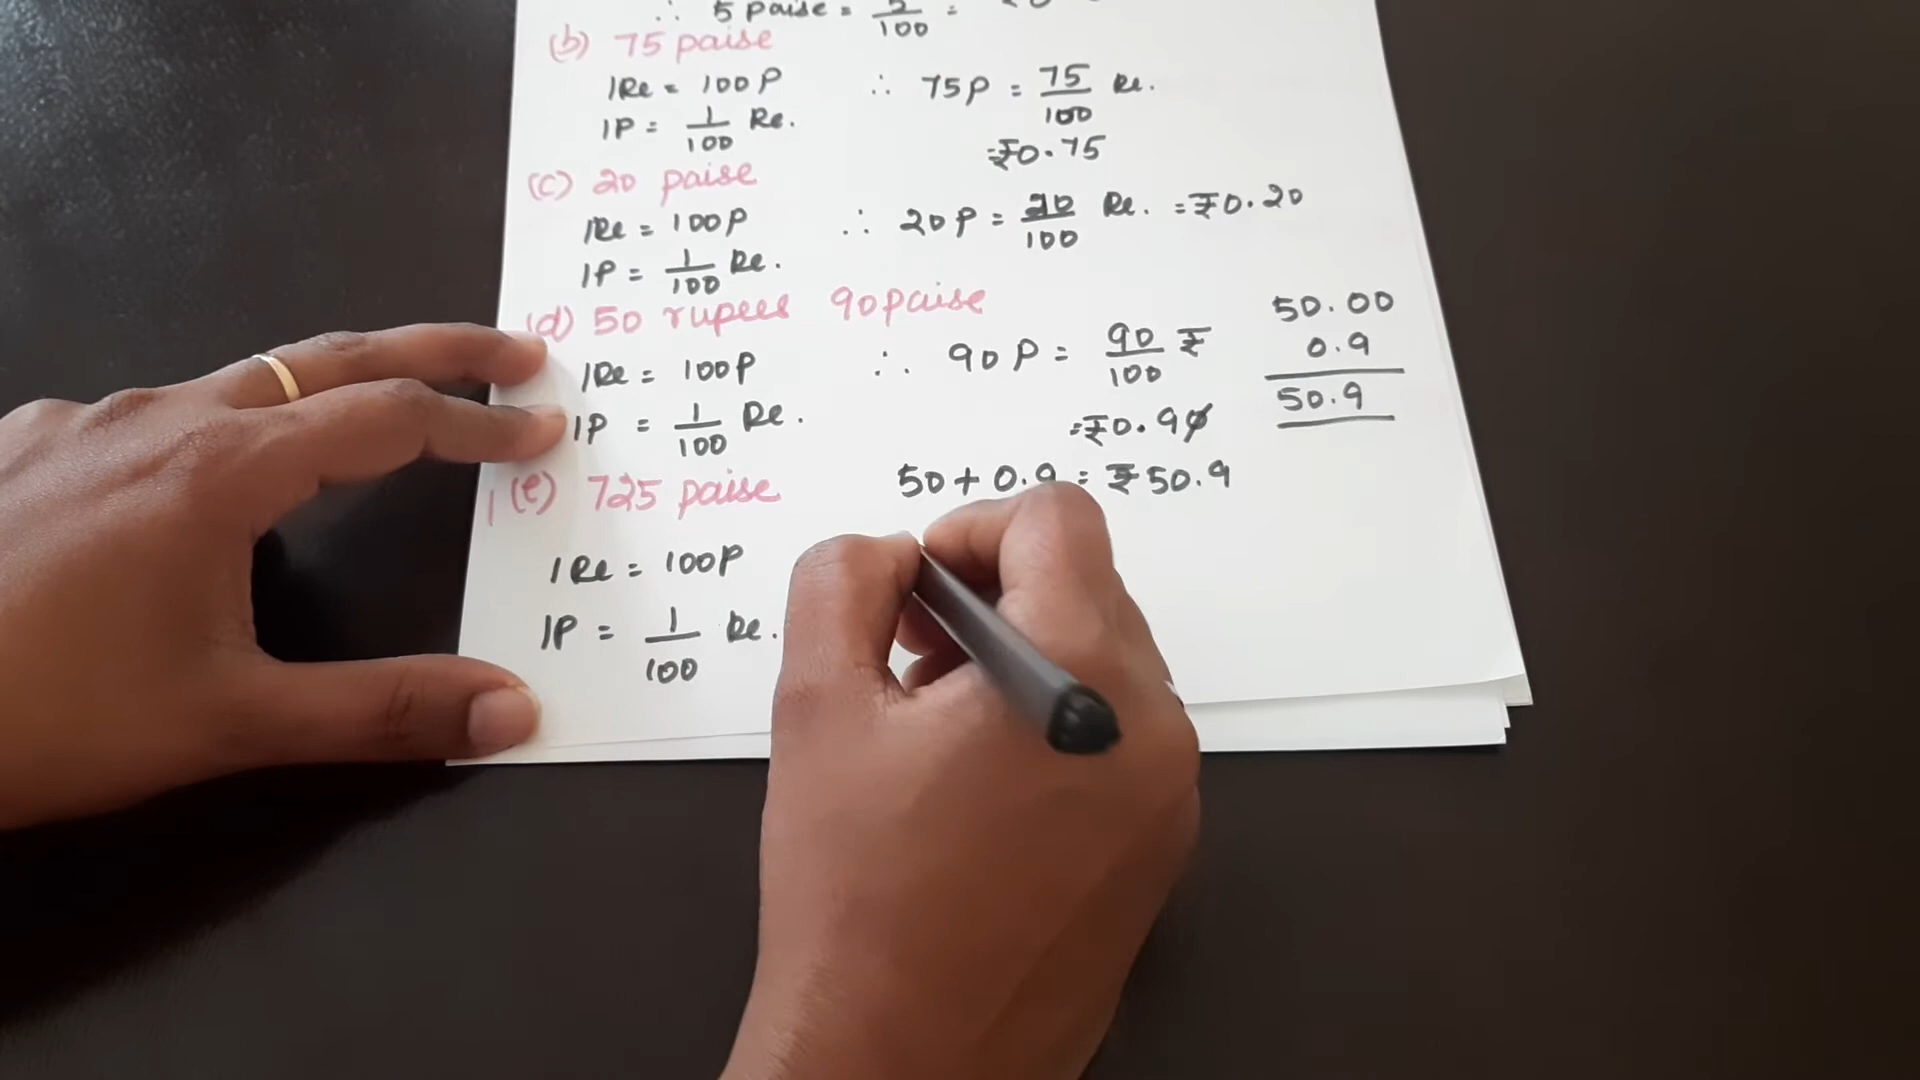 ∴ 5 paise = 5/100 =
(b) 75 paise
1Re = 100P ∴ 75P = 75/100 Re.
1P = 1/100 Re.
=₹0.75
(c) 20 paise
1Re = 100P ∴ 20P = 20/100 Re. =₹0.20
1P = 1/100 Re.
(d) 50 rupees 90paise
1Re = 100P ∴ 90P = 90/100 ₹
1P = 1/100 Re.
=₹0.90
50.00
0.9
50.9
50+0.9 = ₹50.9
(e) 725 paise
1Re = 100P
1P = 1/100 Re.